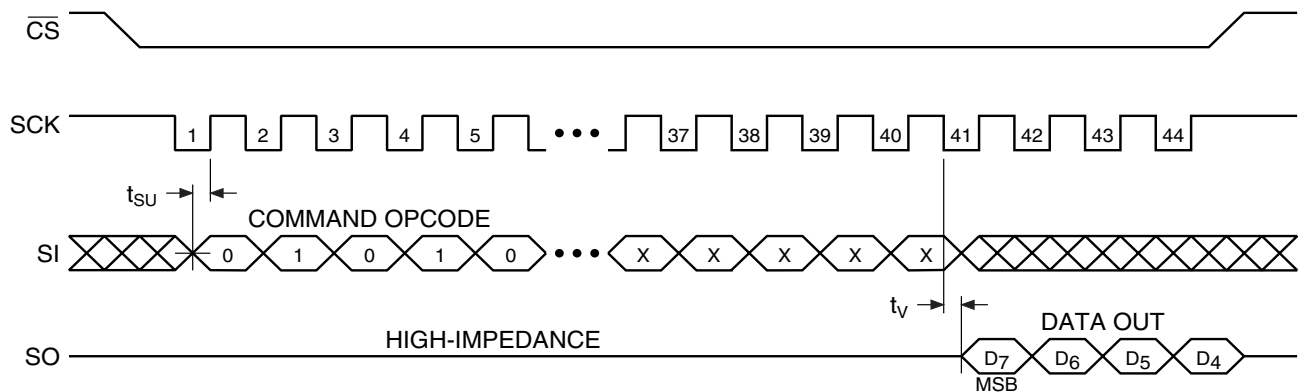 CS
SCK 1 2 3 4 5 ••• 37 38 39 40 41 42 43 44
tSU
COMMAND OPCODE
SI 0 1 0 1 0 ••• X X X X X
tV
HIGH-IMPEDANCE DATA OUT
SO D7 D6 D5 D4
MSB